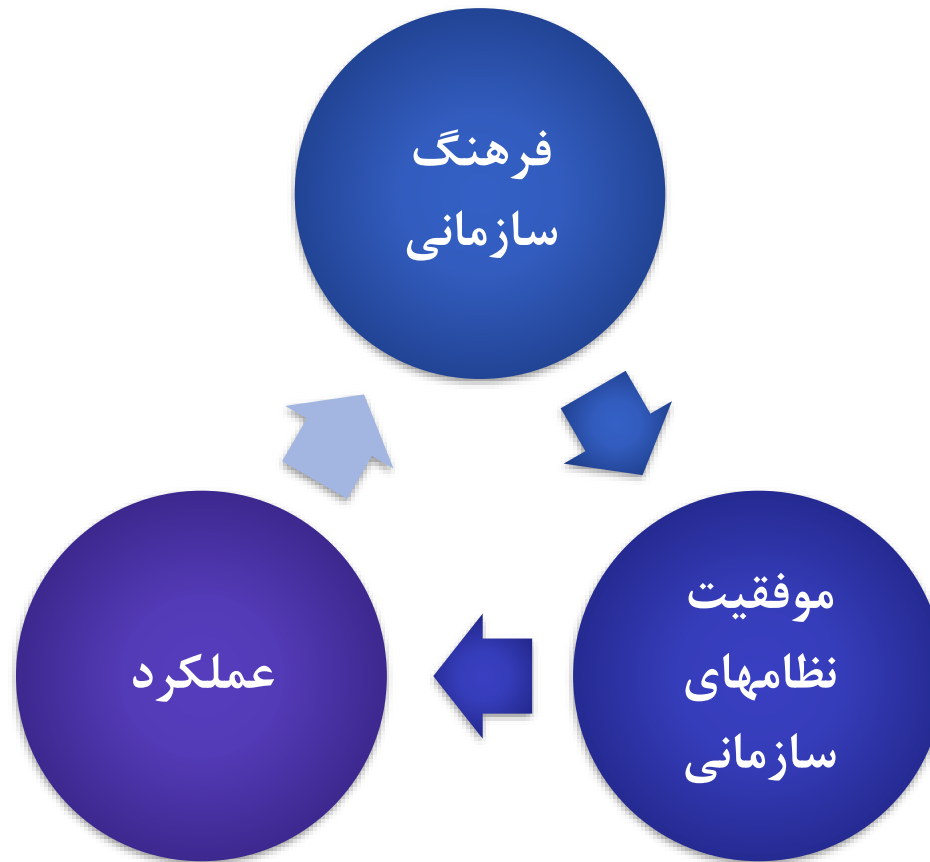 فرهنگ
سازمانی
موفقیت
نظامهای
سازمانی
عملکرد